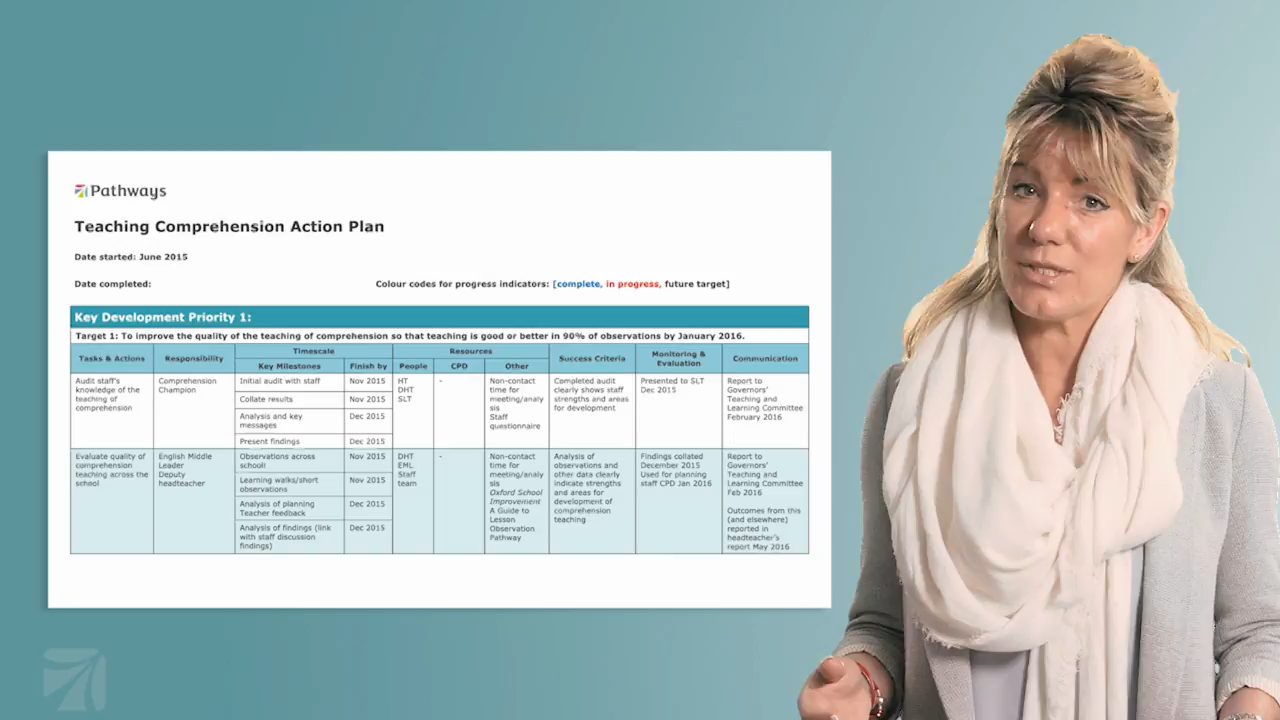 Pathways
Teaching Comprehension Action Plan
Date started: June 2015
Date completed:
Colour codes for progress indicators: [complete, in progress, future target]
Key Development Priority 1:
Target 1: To improve the quality of the teaching of comprehension so that teaching is good or better in 90% of observations by January 2016.
Tasks & Actions
Responsibility
Timescale
Key Milestones
Finish by
Resources
People
CPD
Other
Success Criteria
Monitoring &
Evaluation
Communication
Audit staff's
knowledge of the
teaching of
comprehension
Comprehension
Champion
Initial audit with staff
Nov 2015
Collate results
Nov 2015
Analysis and key
messages
Dec 2015
Present findings
Dec 2015
HT
DHT
SLT
-
Non-contact
time for
meeting/analy
sis
Staff
questionnaire
Completed audit
clearly shows staff
strengths and areas
for development
Presented to SLT
Dec 2015
Report to
Governors'
Teaching and
Learning Committee
February 2016
Evaluate quality of
comprehension
teaching across the
school
English Middle
Leader
Deputy
headteacher
Observations across
school!
Nov 2015
Learning walks/short
observations
Nov 2015
Analysis of planning
Teacher feedback
Dec 2015
Analysis of findings (link
with staff discussion
findings)
Dec 2015
DHT
EML
Staff
team
-
Non-contact
time for
meeting/analy
sis
Oxford School
Improvement
A Guide to
Lesson
Observation
Pathway
Analysis of
observations and
other data clearly
indicate strengths
and areas for
development of
comprehension
teaching
Findings collated
December 2015
Used for planning
staff CPD Jan 2016
Report to
Governors'
Teaching and
Learning Committee
Feb 2016
Outcomes from this
(and elsewhere)
reported in
headteacher's
report May 2016